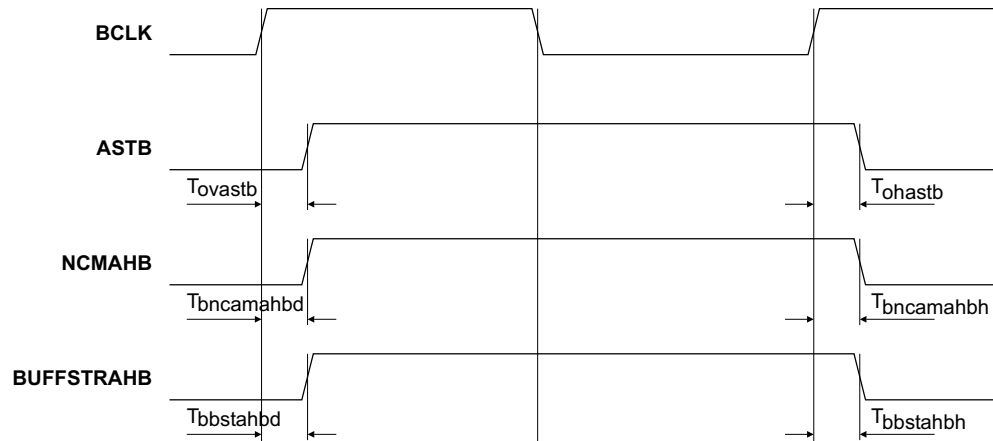 BCLK
ASTB
Tovastb Tohastb
NCMAHB
Tbncamahbd Tbncamahbh
BUFFSTRAHB
Tbbstahbd Tbbstahbh